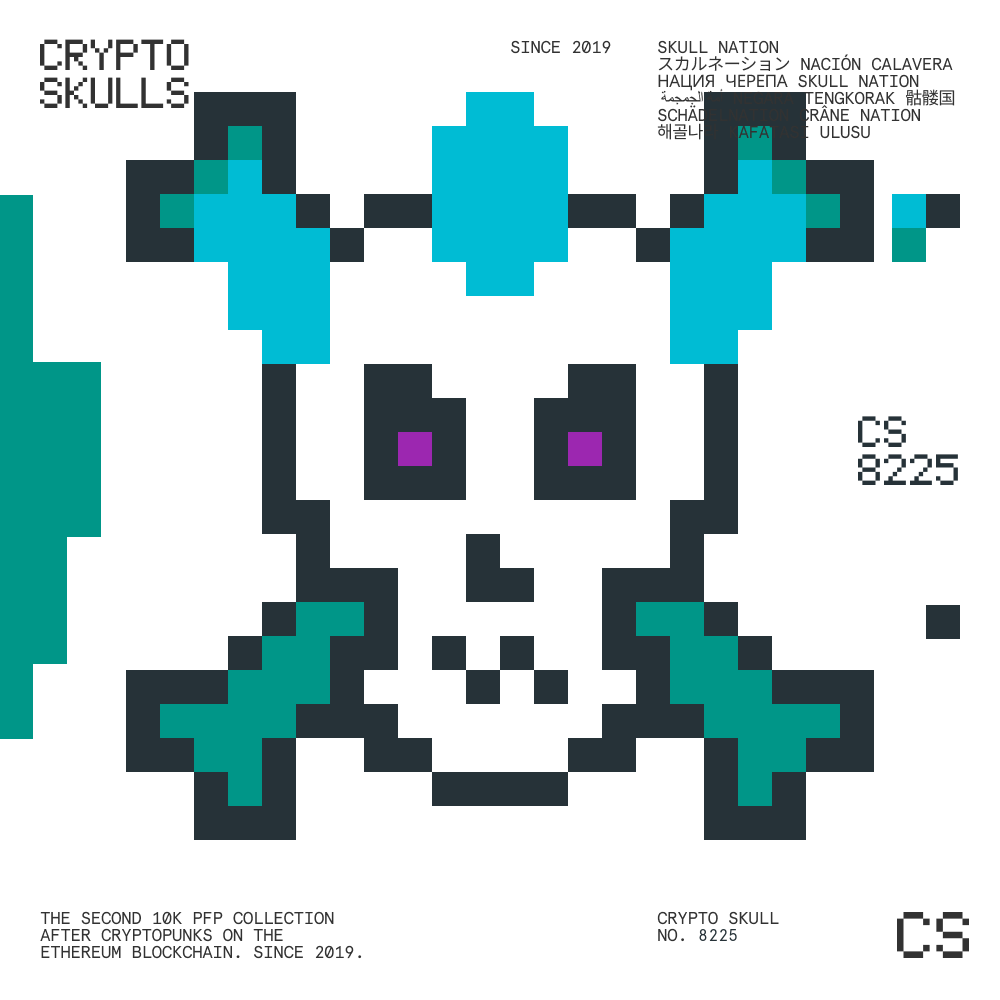 CRYPTO
SKULLS
SINCE 2019
SKULL NATION
スカルネーション NACIÓN CALAVERA
НАЦИЯ ЧЕРЕПА SKULL NATION
الجمجمة TENGKORAK 骷髅国
CRÂNE NATION
ULUSU
CS
8225
THE SECOND 10K PFP COLLECTION
AFTER CRYPTOPUNKS ON THE
ETHEREUM BLOCKCHAIN. SINCE 2019.
CRYPTO SKULL
NO. 8225
CS